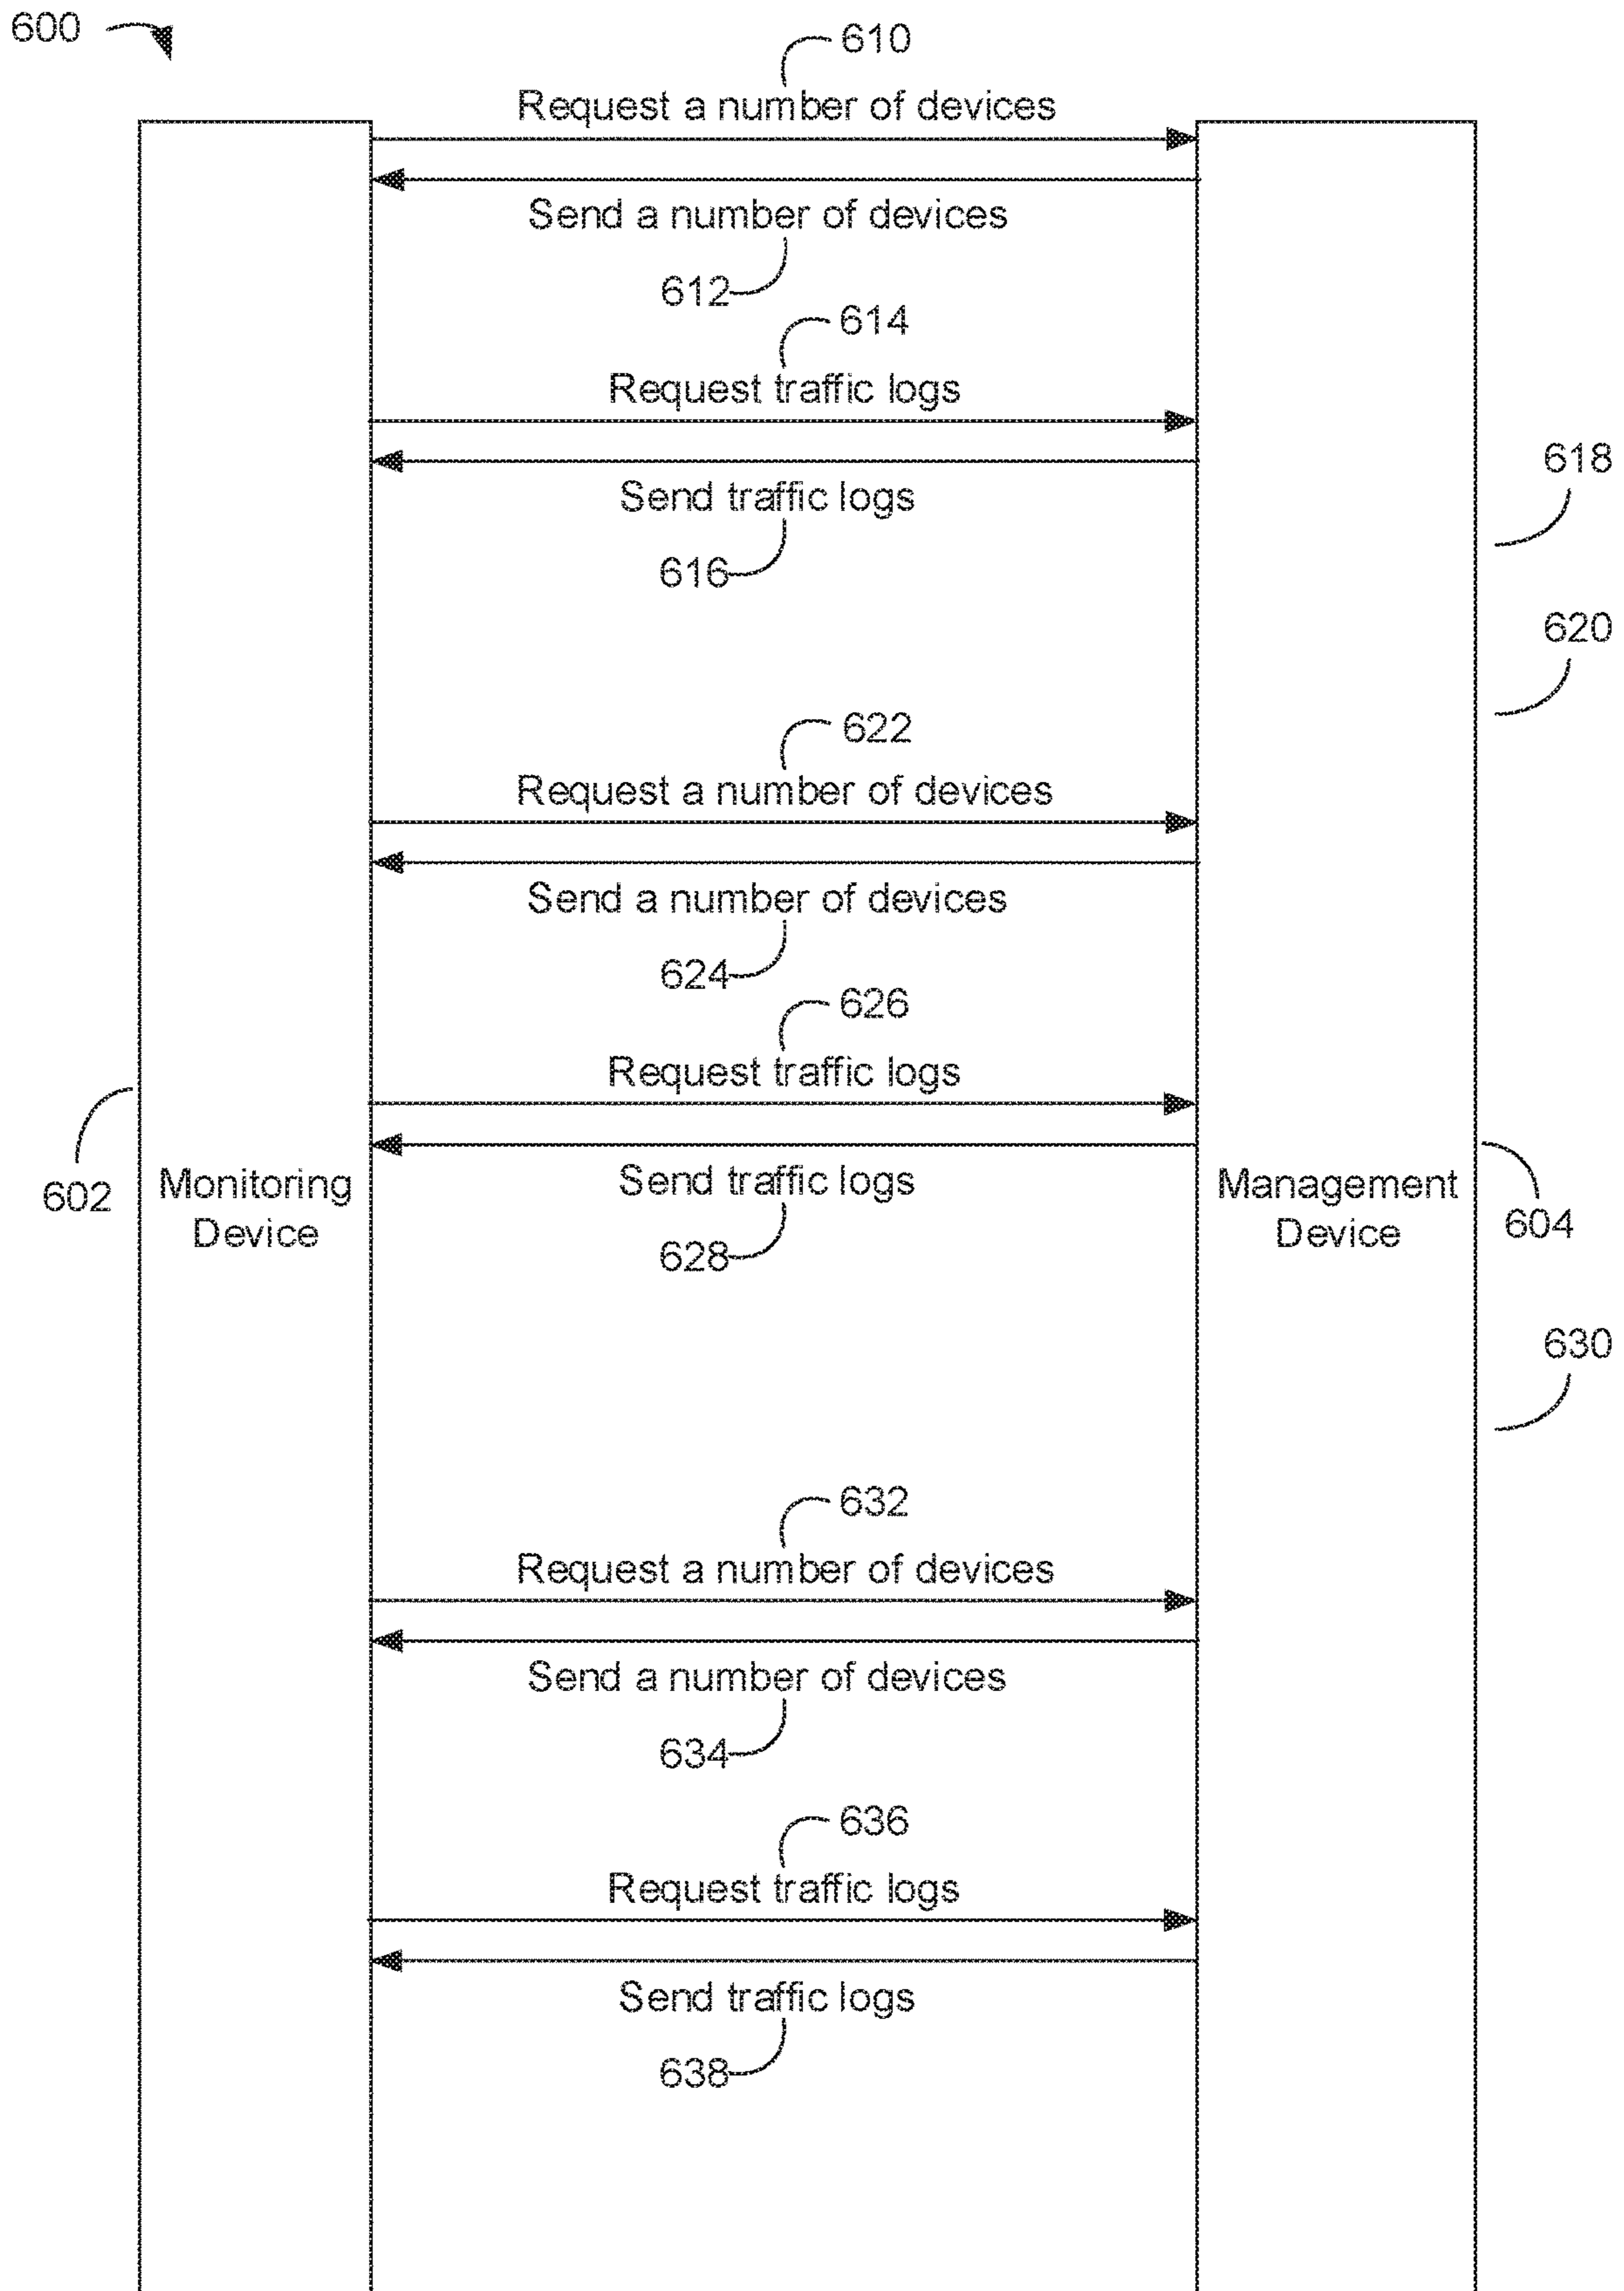 600
610
Request a number of devices
Send a number of devices
612
614
Request traffic logs
618
Send traffic logs
616
620
622
Request a number of devices
Send a number of devices
624
626
Request traffic logs
Send traffic logs
602
Monitoring
Device
Management
Device
604
628
630
632
Request a number of devices
Send a number of devices
634
636
Request traffic logs
Send traffic logs
638